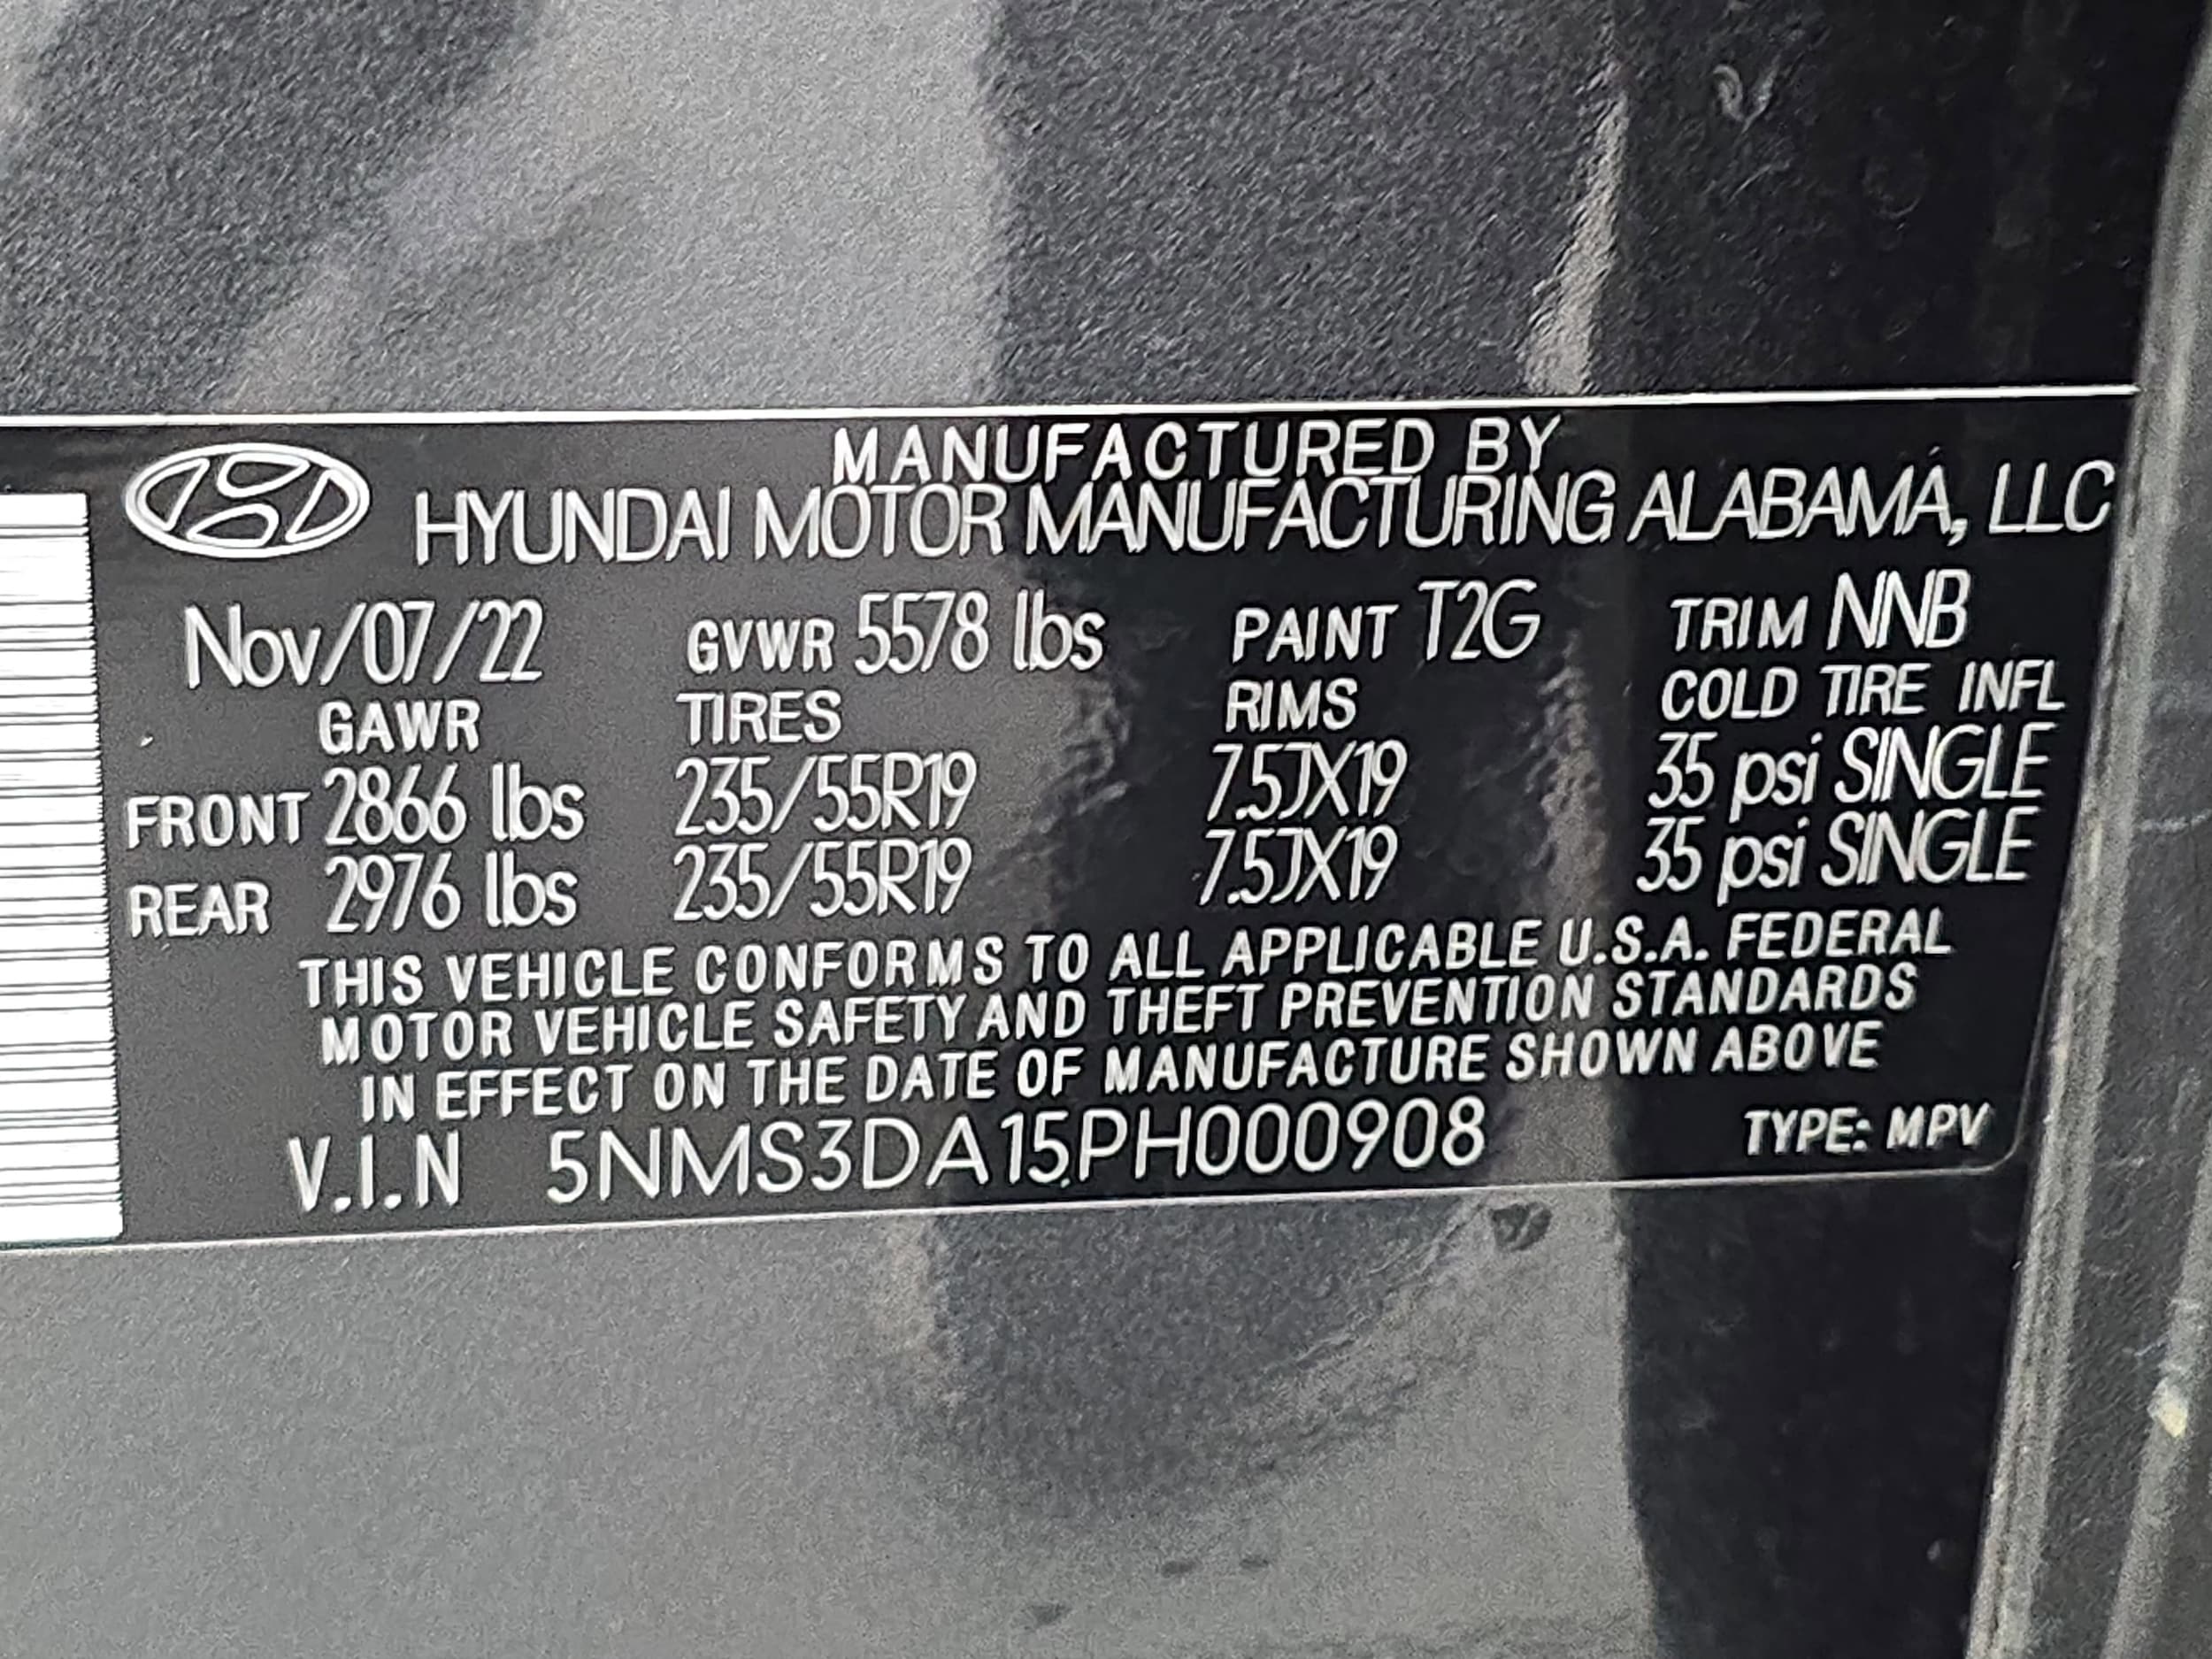 MANUFACTURED BY
HYUNDAI MOTOR MANUFACTURING ALABAMA, LLC
Nov/07/22 GVWR 5578 lbs PAINT T2G TRIM NNB
GAWR TIRES RIMS COLD TIRE INFL
FRONT 2866 lbs 235/55R19 7.5JX19 35 psi SINGLE
REAR 2976 lbs 235/55R19 7.5JX19 35 psi SINGLE
THIS VEHICLE CONFORMS TO ALL APPLICABLE U.S.A. FEDERAL
MOTOR VEHICLE SAFETY AND THEFT PREVENTION STANDARDS
IN EFFECT ON THE DATE OF MANUFACTURE SHOWN ABOVE
V.I.N 5NMS3DA15PH000908 TYPE: MPV